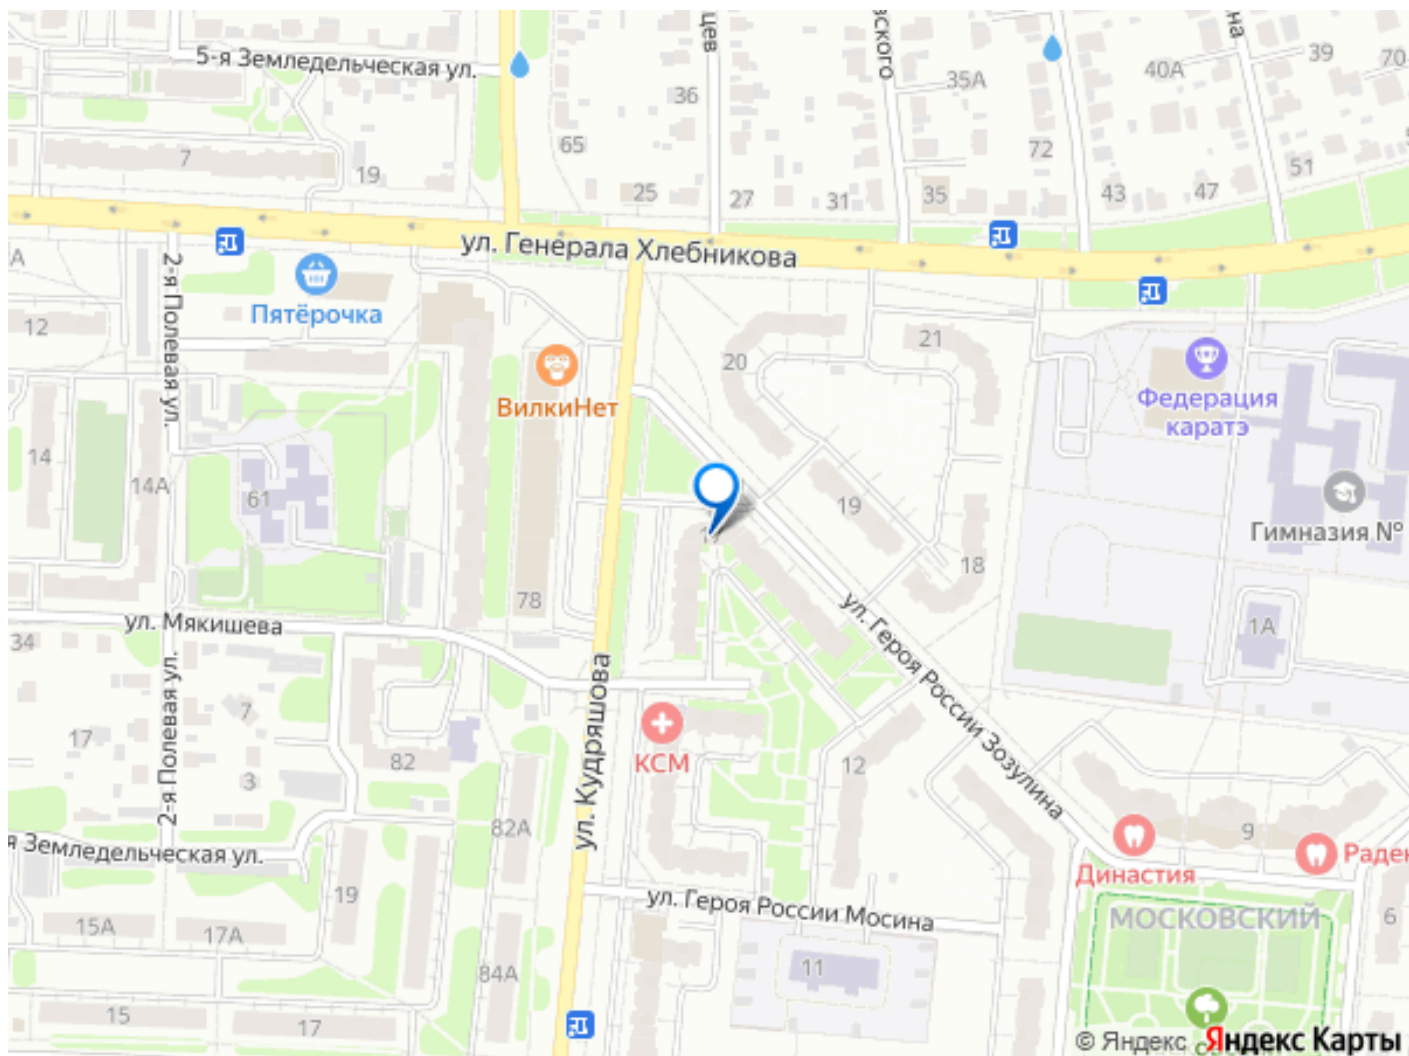 5-я Земледельческая ул.
36
35А
40А
39
70
65
72
51
7
19
25
27
31
35
43
47
ул. Генерала Хлебникова
2-я Полевая ул.
Пятёрочка
12
20
21
ВилкиНет
Федерация
каратэ
14
14А
61
19
Гимназия №
18
78
ул. Мякишева
34
ул. Героя России Зозулина
1А
2-я Полевая ул.
ул. Кудряшова
7
17
3
82
КСМ
12
82А
9
я Земледельческая ул.
Династия
19
ул. Героя России Мосина
МОСКОВСКИЙ
6
15А
17А
11
84А
15
17
© Яндекс Яндекс Карты